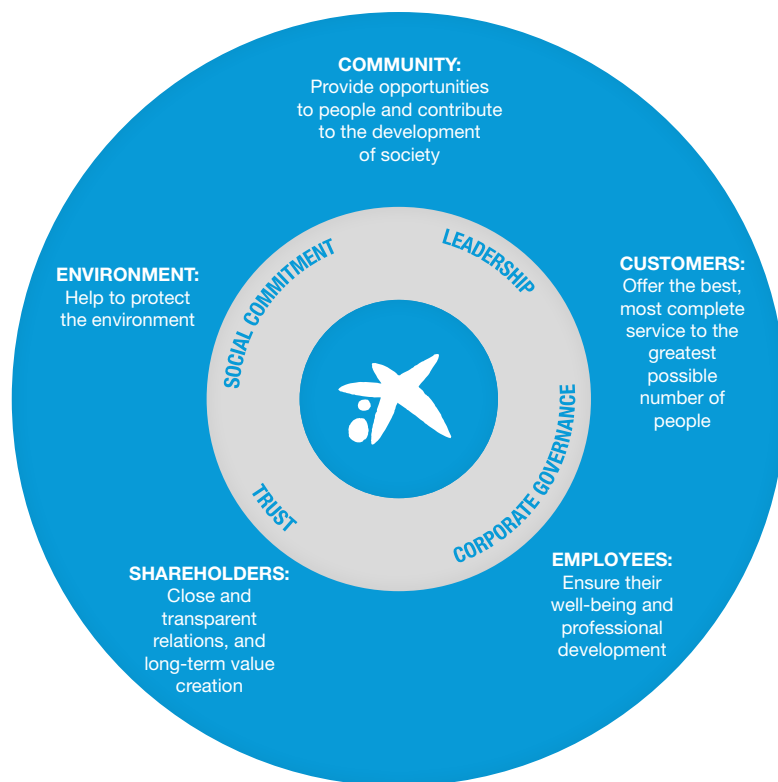 COMMUNITY:
Provide opportunities
to people and contribute
to the development
of society
LEADERSHIP
SOCIAL COMMITMENT
ENVIRONMENT:
Help to protect
the environment
CUSTOMERS:
Offer the best,
most complete
service to the
greatest
possible
number of
people
CORPORATE GOVERNANCE
TRUST
SHAREHOLDERS:
Close and
transparent
relations, and
long-term value
creation
EMPLOYEES:
Ensure their
well-being and
professional
development